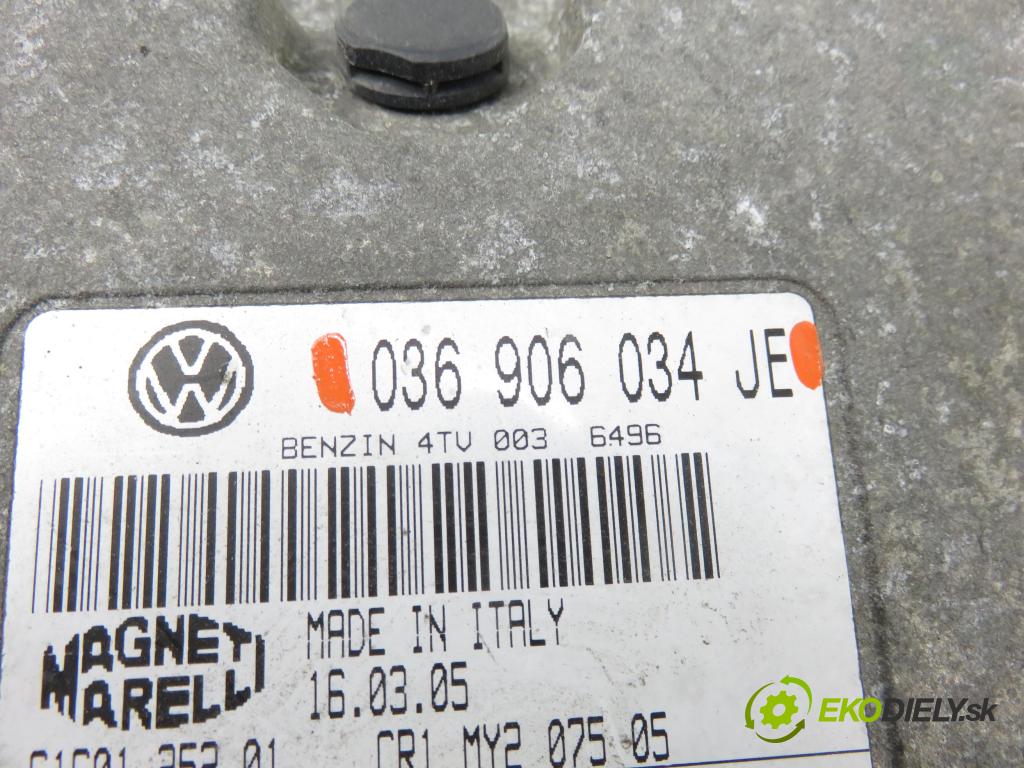 VW
036 906 034 JE
BENZIN 4TV 003 6496
MAGNETI
MARELLI
MADE IN ITALY
16.03.05
CR1 MY2 075 05
EKODIELY.sk